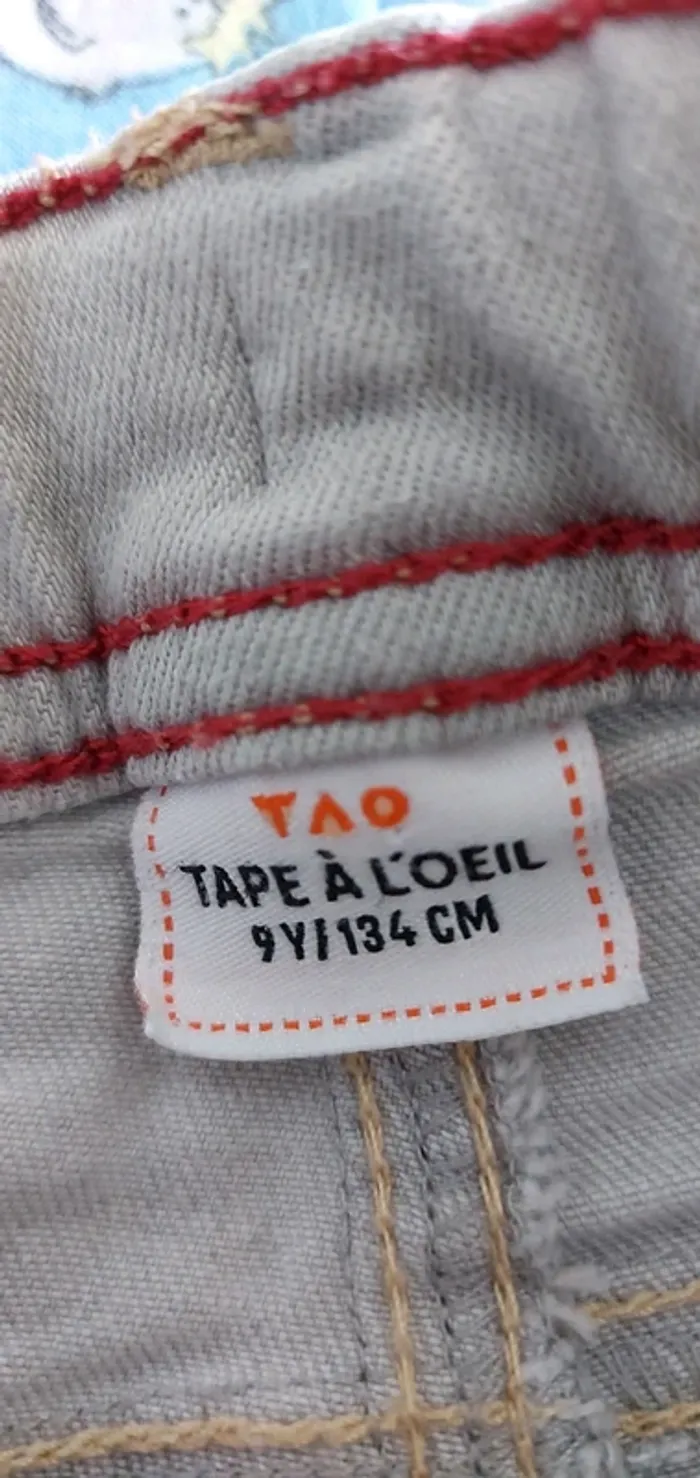 TAO
TAPE À L'OEIL
9Y/134 CM